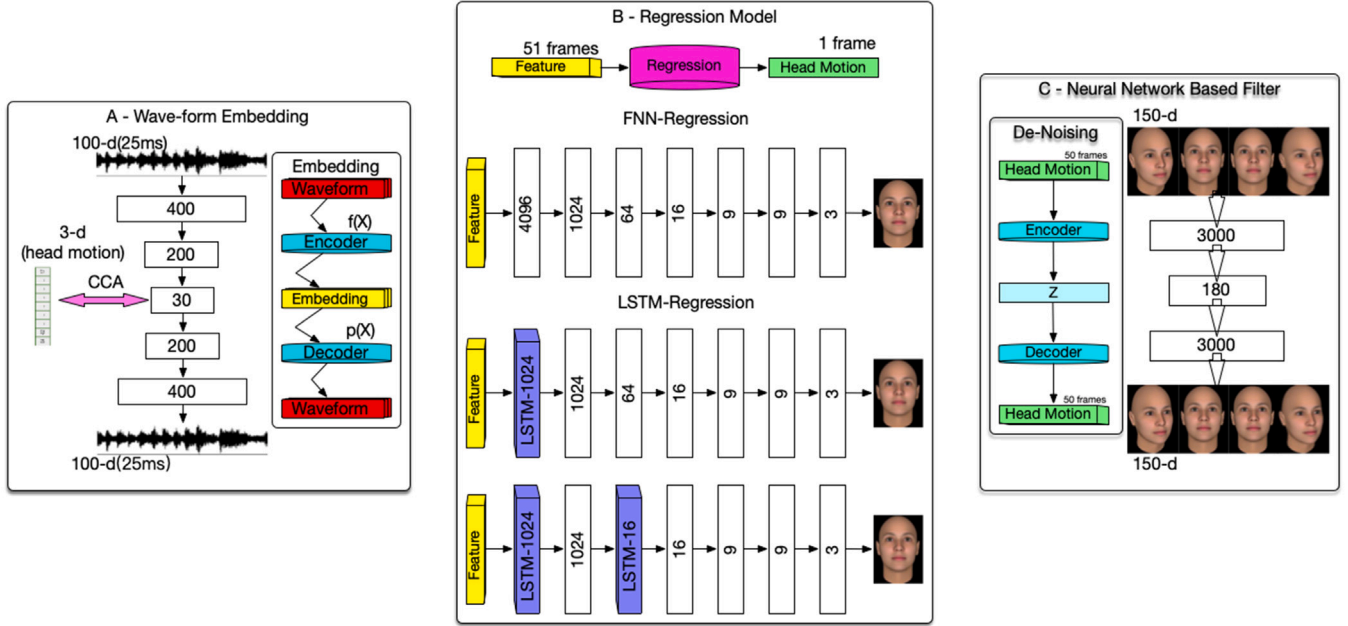 A - Wave-form Embedding
100-d(25ms)
400
200
30
200
400
100-d(25ms)
3-d
(head motion)
CCA
Embedding
Waveform
f(X)
Encoder
Embedding
p(X)
Decoder
Waveform
B - Regression Model
51 frames
Feature
Regression
1 frame
Head Motion
FNN-Regression
Feature
4096
1024
64
16
9
9
3
LSTM-Regression
Feature
LSTM-1024
1024
64
16
9
9
3
Feature
LSTM-1024
1024
LSTM-16
16
9
9
3
C - Neural Network Based Filter
De-Noising
50 frames
Head Motion
Encoder
Z
Decoder
50 frames
Head Motion
150-d
3000
180
3000
150-d